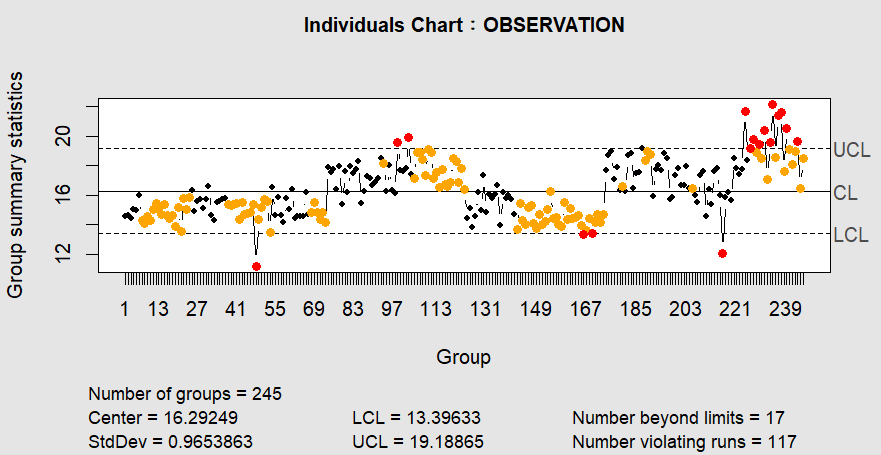 Individuals Chart : OBSERVATION
Group summary statistics
20
16
12
UCL
CL
LCL
1 13 27 41 55 69 83 97 113 131 149 167 185 203 221 239
Group
Number of groups = 245
Center = 16.29249 LCL = 13.39633 Number beyond limits = 17
StdDev = 0.9653863 UCL = 19.18865 Number violating runs = 117